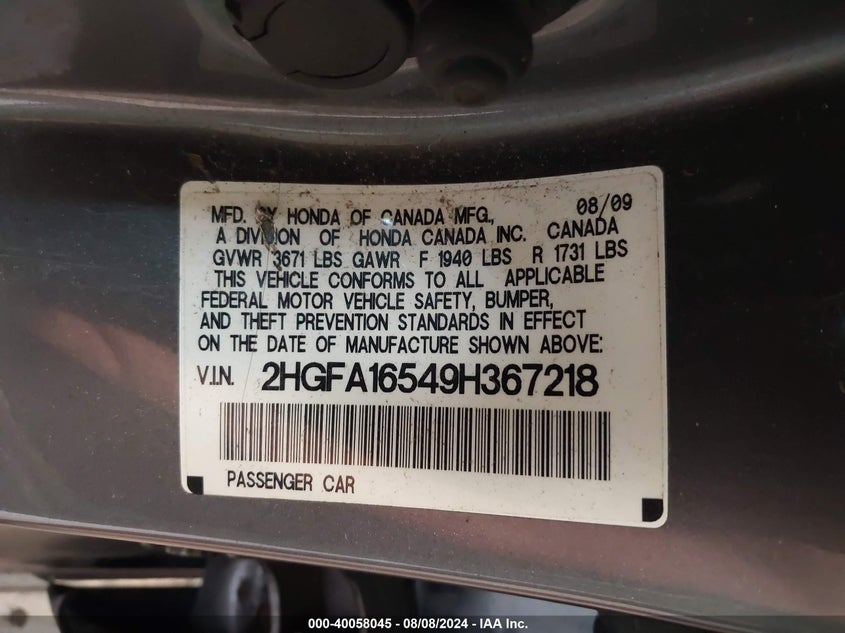 MFD. BY HONDA OF CANADA MFG., 08/09
A DIVISION OF HONDA CANADA INC. CANADA
GVWR 3671 LBS GAWR F 1940 LBS R 1731 LBS
THIS VEHICLE CONFORMS TO ALL APPLICABLE
FEDERAL MOTOR VEHICLE SAFETY, BUMPER,
AND THEFT PREVENTION STANDARDS IN EFFECT
ON THE DATE OF MANUFACTURE SHOWN ABOVE:
V.I.N. 2HGFA16549H367218
PASSENGER CAR
000-40058045 - 08/08/2024 - IAA Inc.